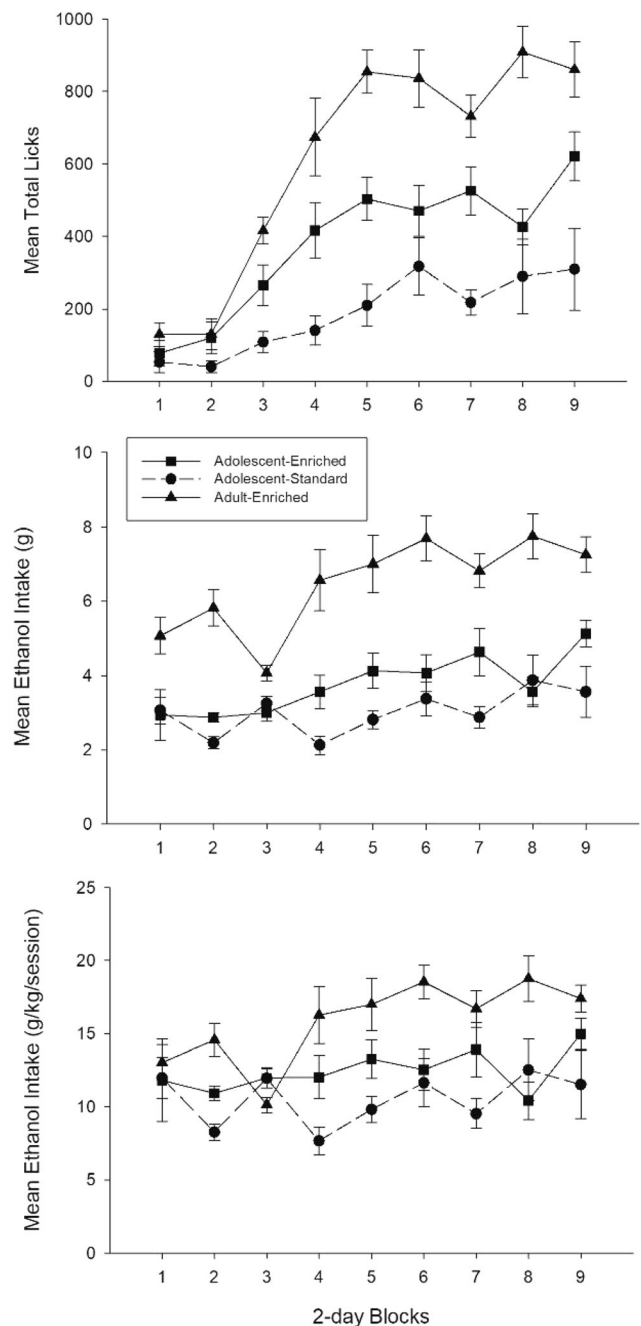 1000
800
600
400
200
0
Mean Total Licks
1 2 3 4 5 6 7 8 9
10
8
6
4
2
0
Mean Ethanol Intake (g)
Adolescent-Enriched
Adolescent-Standard
Adult-Enriched
1 2 3 4 5 6 7 8 9
25
20
15
10
5
0
Mean Ethanol Intake (g/kg/session)
1 2 3 4 5 6 7 8 9
2-day Blocks